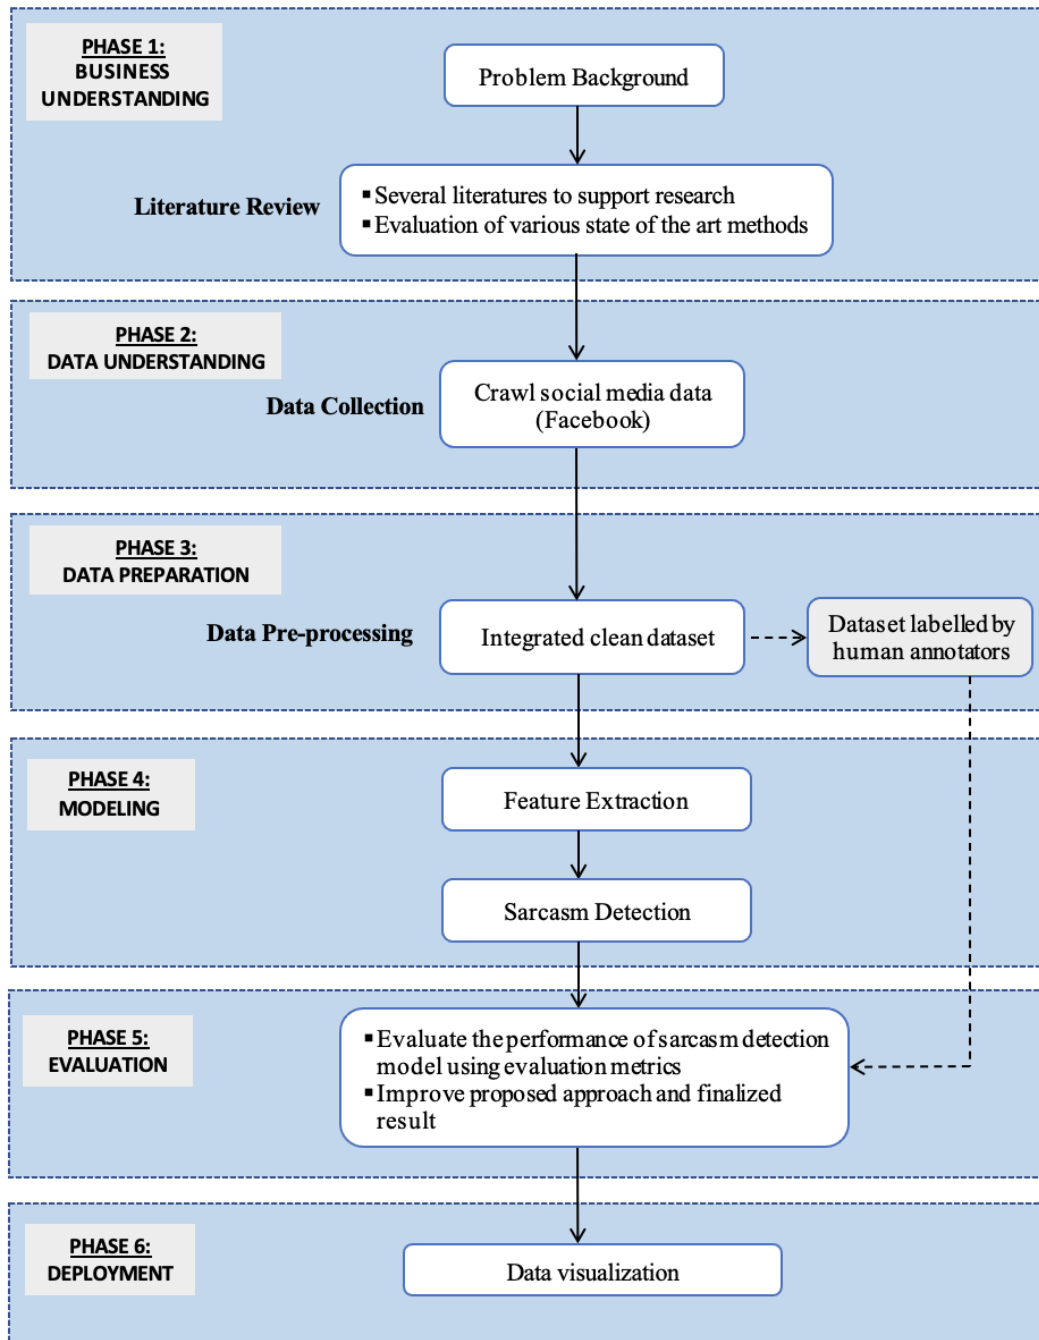 PHASE 1:
BUSINESS
UNDERSTANDING
Problem Background
Literature Review
▪ Several literatures to support research
▪ Evaluation of various state of the art methods
PHASE 2:
DATA UNDERSTANDING
Data Collection
Crawl social media data
(Facebook)
PHASE 3:
DATA PREPARATION
Data Pre-processing
Integrated clean dataset
Dataset labelled by
human annotators
PHASE 4:
MODELING
Feature Extraction
Sarcasm Detection
PHASE 5:
EVALUATION
▪ Evaluate the performance of sarcasm detection
model using evaluation metrics
▪ Improve proposed approach and finalized
result
PHASE 6:
DEPLOYMENT
Data visualization